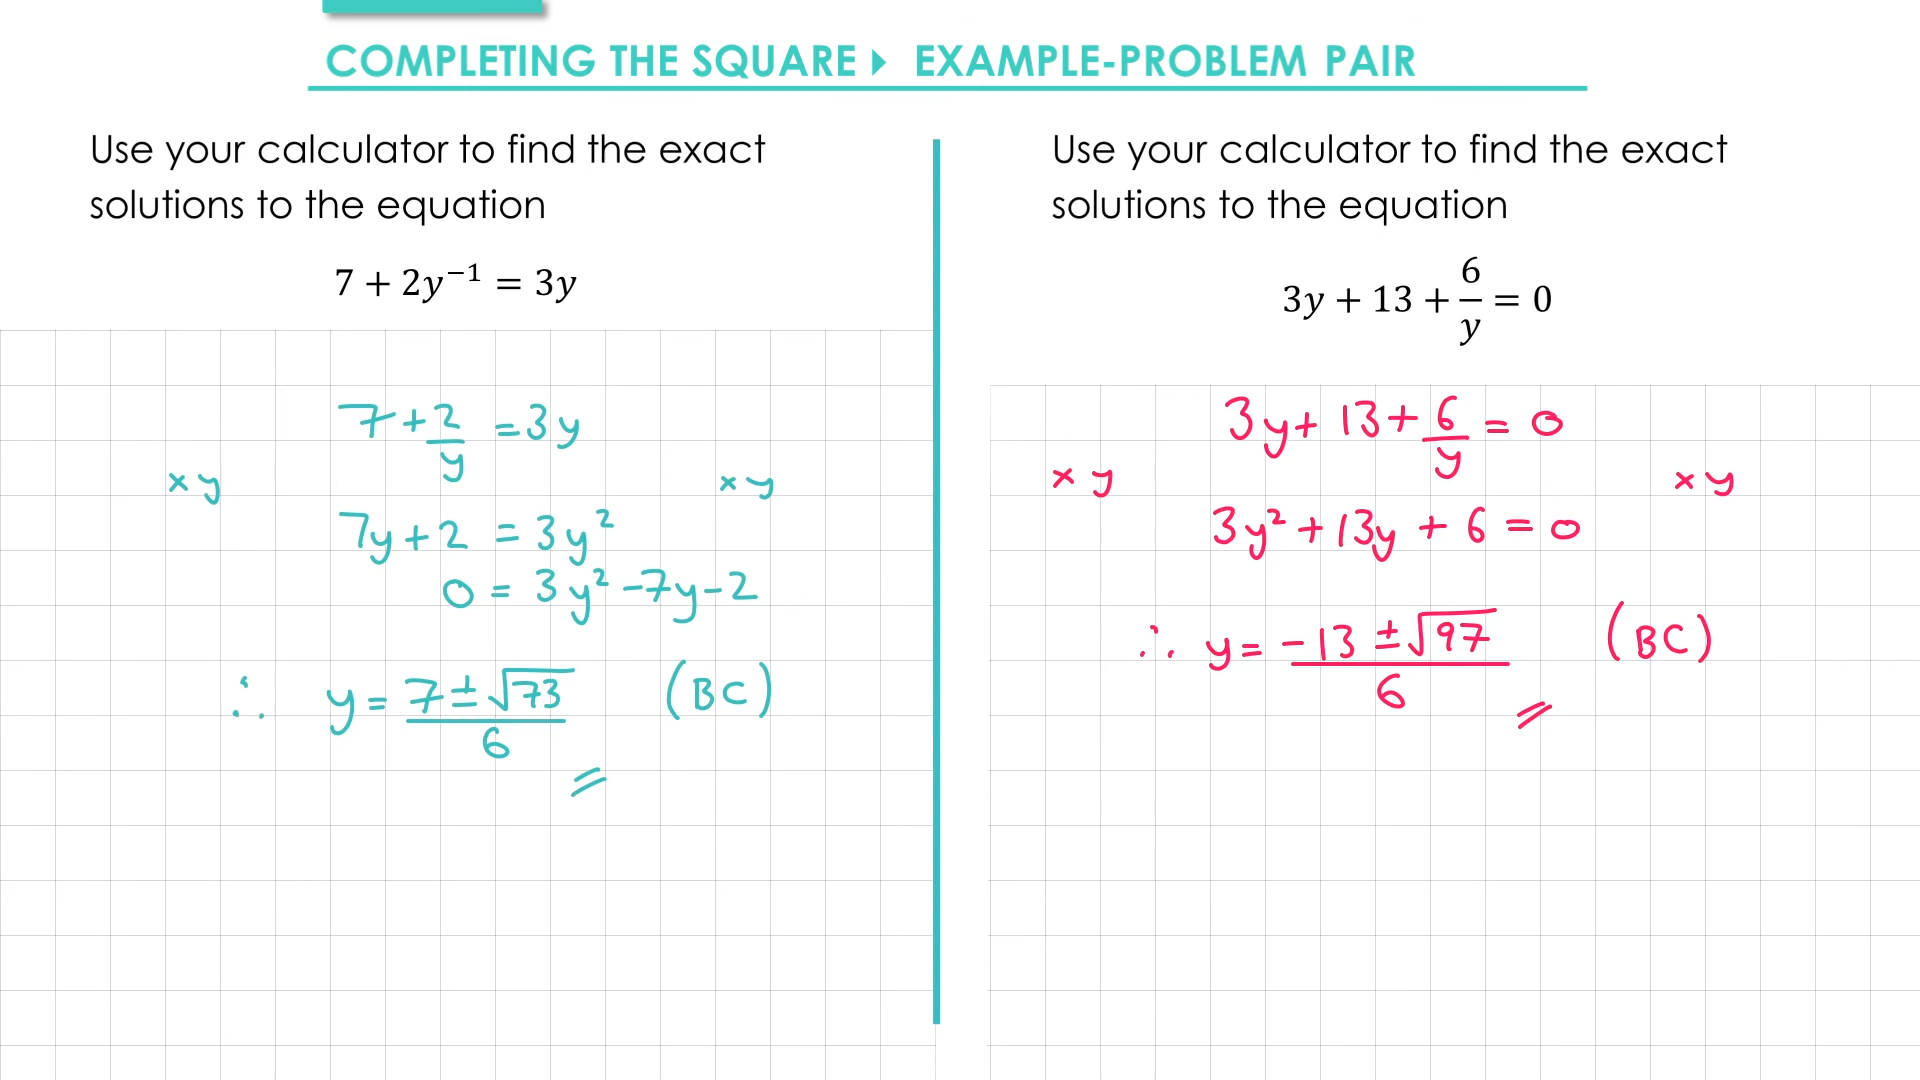 COMPLETING THE SQUARE ▸ EXAMPLE-PROBLEM PAIR
Use your calculator to find the exact
solutions to the equation
7 + 2y⁻¹ = 3y
7 + 2/y = 3y
× y × y
7y + 2 = 3y²
0 = 3y² - 7y - 2
∴ y = (7 ± √73)/6 (BC)
Use your calculator to find the exact
solutions to the equation
3y + 13 + 6/y = 0
3y + 13 + 6/y = 0
× y × y
3y² + 13y + 6 = 0
∴ y = (-13 ± √97)/6 (BC)